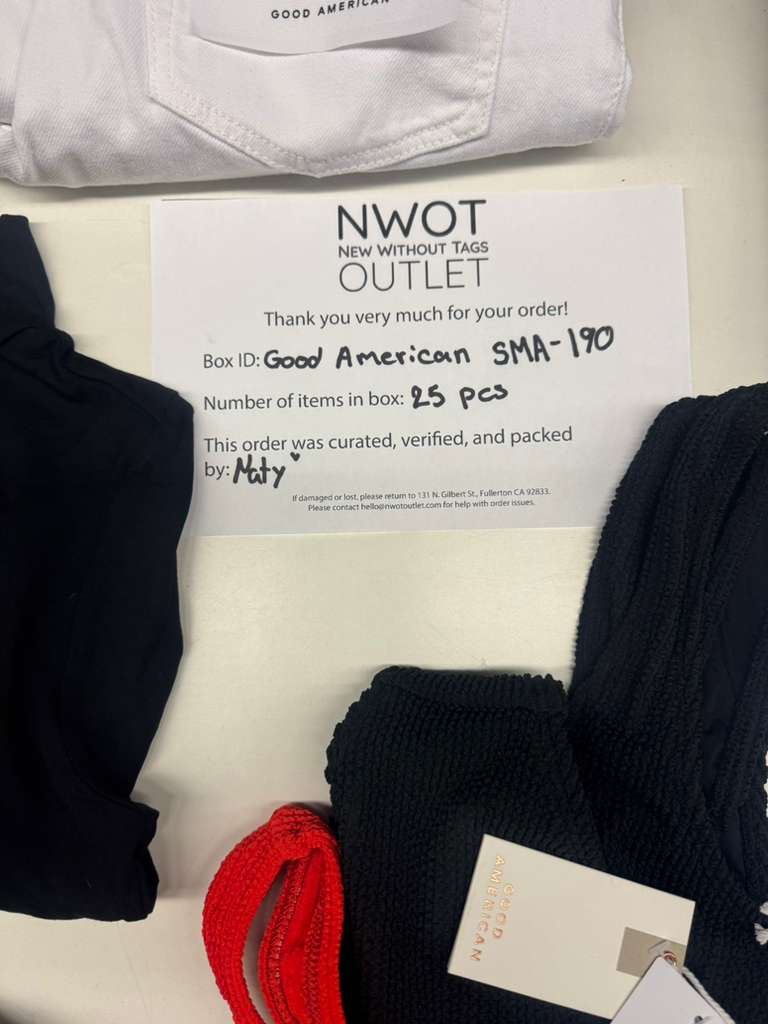 GOOD AMERICAN
NWOT
NEW WITHOUT TAGS
OUTLET
Thank you very much for your order!
Box ID: Good American SMA-190
Number of items in box: 25 pcs
This order was curated, verified, and packed
by: Maty
If damaged or lost, please return to 131 N. Gilbert St., Fullerton CA 92833.
Please contact hello@nwotoutlet.com for help with order issues.
GOOD
AMERICAN